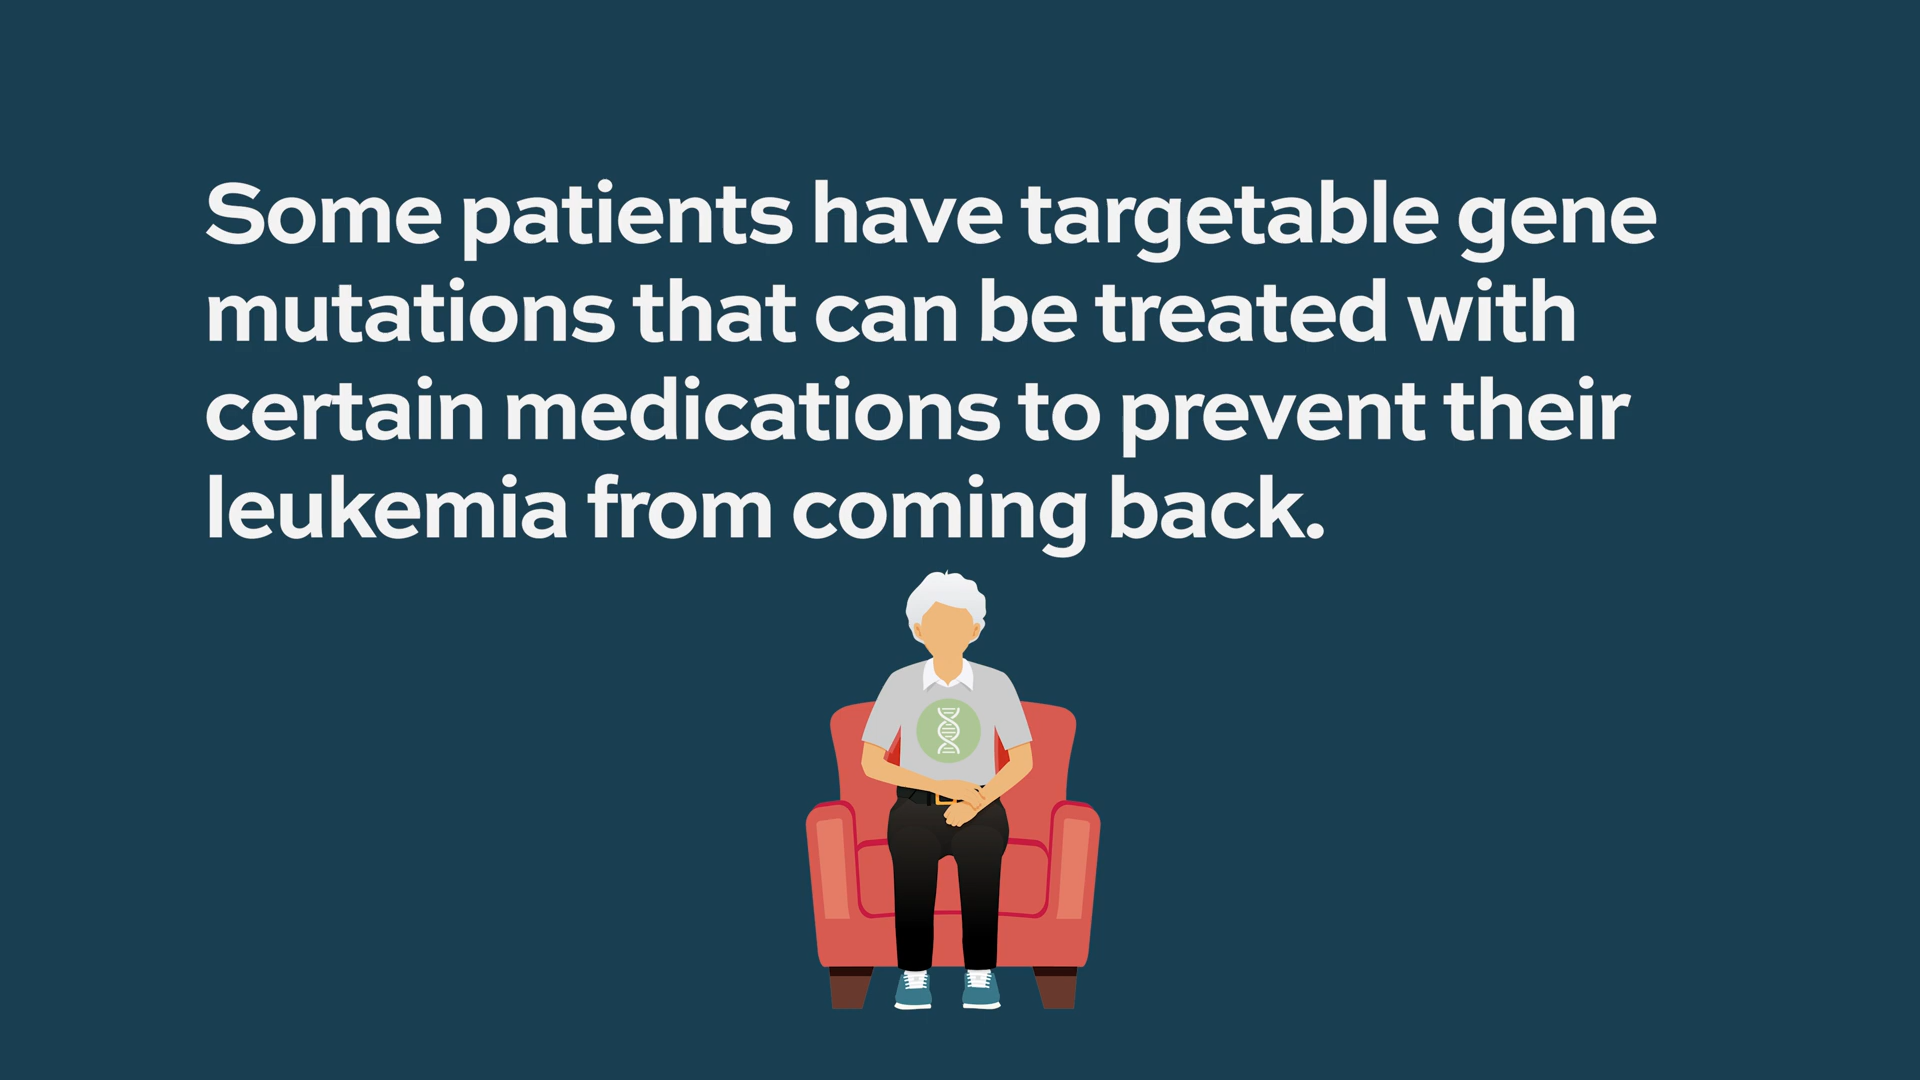 Some patients have targetable gene
mutations that can be treated with
certain medications to prevent their
leukemia from coming back.